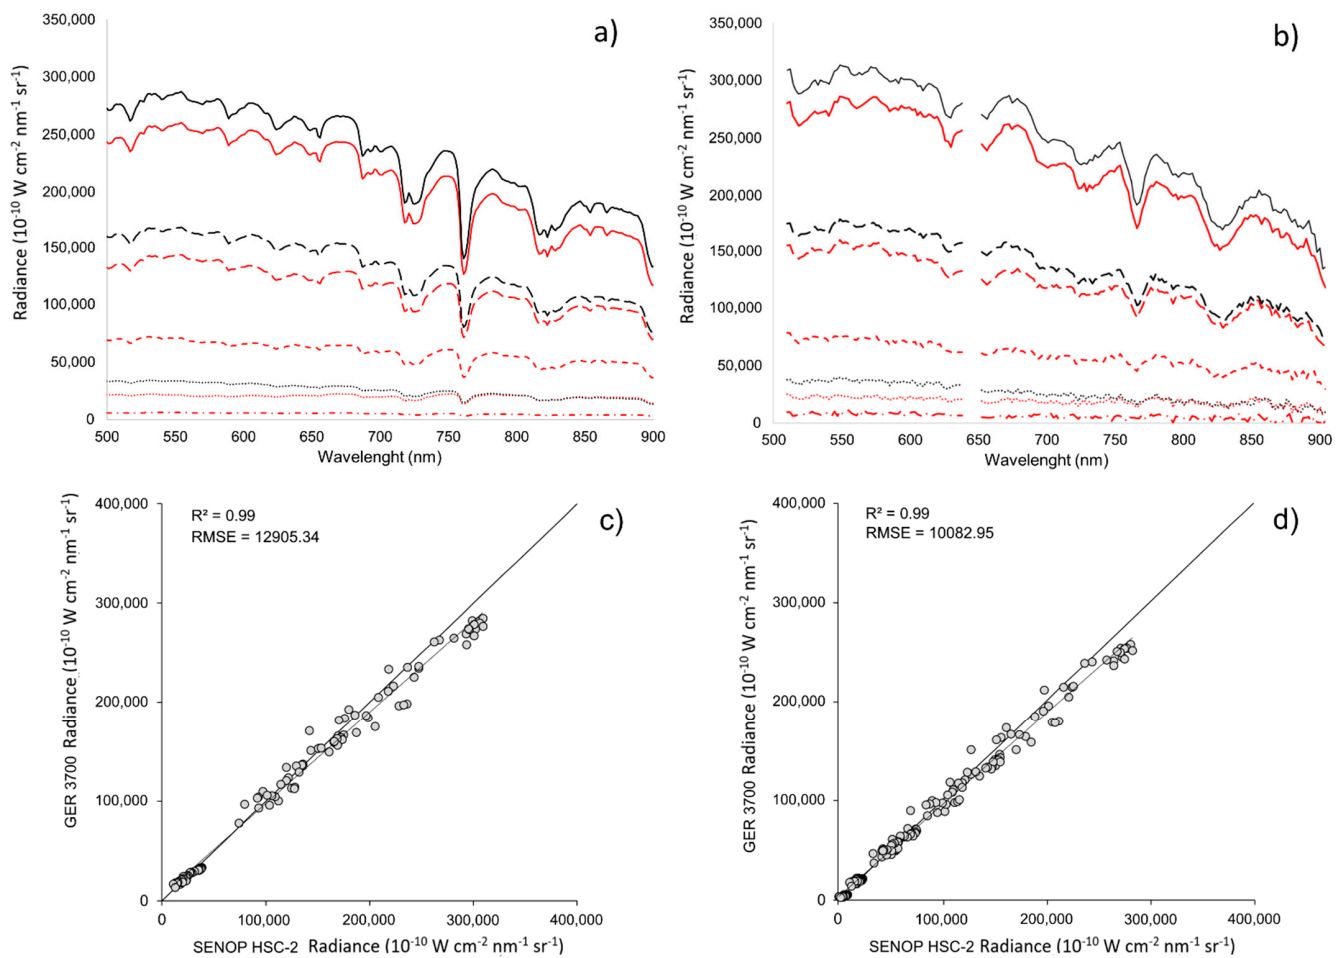 a)
350,000
300,000
250,000
200,000
150,000
100,000
50,000
0
Radiance (10-10 W cm-2 nm-1 sr-1)
500 550 600 650 700 750 800 850 900
Wavelenght (nm)
b)
350,000
300,000
250,000
200,000
150,000
100,000
50,000
0
Radiance (10-10 W cm-2 nm-1 sr-1)
500 550 600 650 700 750 800 850 900
Wavelenght (nm)
c)
R² = 0.99
RMSE = 12905.34
400,000
300,000
200,000
100,000
0
GER 3700 Radiance (10-10 W cm-2 nm-1 sr-1)
0 100,000 200,000 300,000 400,000
SENOP HSC-2 Radiance (10-10 W cm-2 nm-1 sr-1)
d)
R² = 0.99
RMSE = 10082.95
400,000
300,000
200,000
100,000
0
GER 3700 Radiance (10-10 W cm-2 nm-1 sr-1)
0 100,000 200,000 300,000 400,000
SENOP HSC-2 Radiance (10-10 W cm-2 nm-1 sr-1)